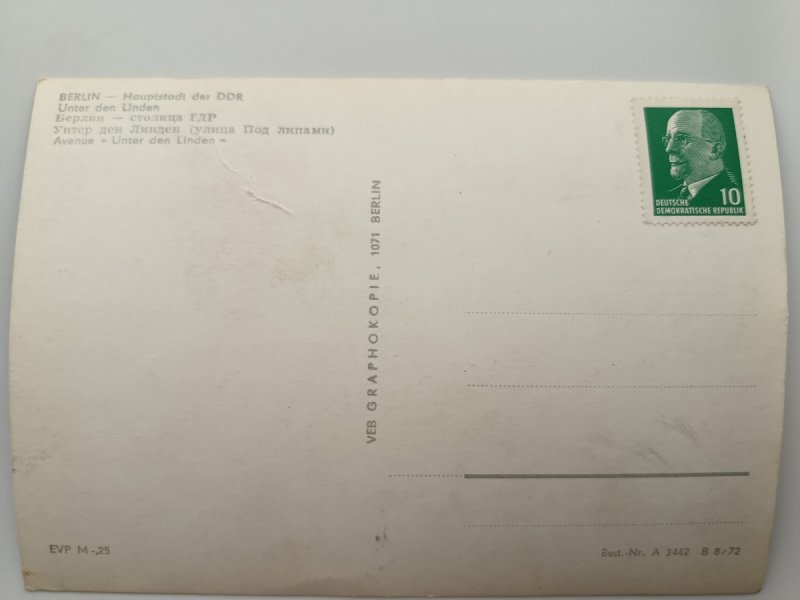 BERLIN — Hauptstadt der DDR
Unter den Linden
Берлин — столица ГДР
Унтер ден Линден (улица Под липами)
Avenue - Unter den Linden -
10
DEUTSCHE
DEMOKRATISCHE REPUBLIK
VEB GRAPHOKOPIE, 1071 BERLIN
EVP M -,25
Best.-Nr. A 3442 B 8/72